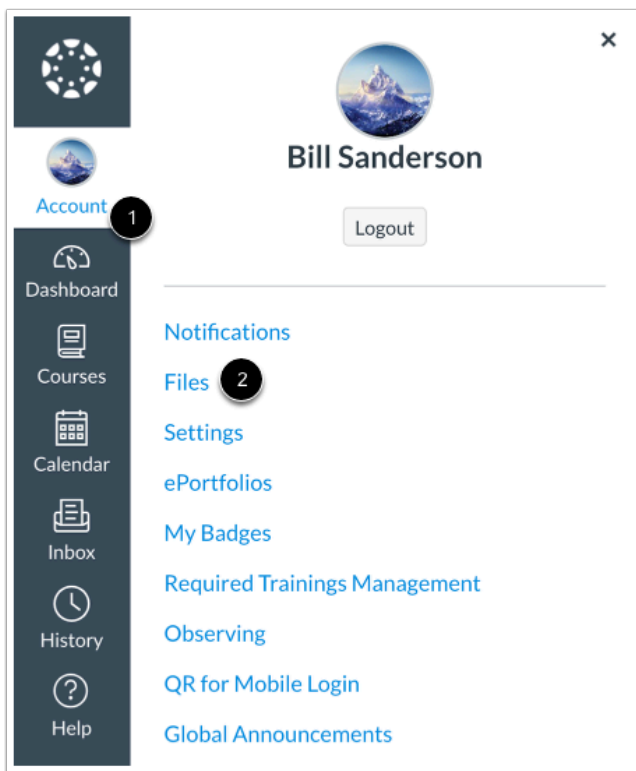 ×
Bill Sanderson
Account
1
Logout
Dashboard
Notifications
Files 2
Courses
Settings
Calendar
ePortfolios
My Badges
Inbox
Required Trainings Management
Observing
History
QR for Mobile Login
Help
Global Announcements